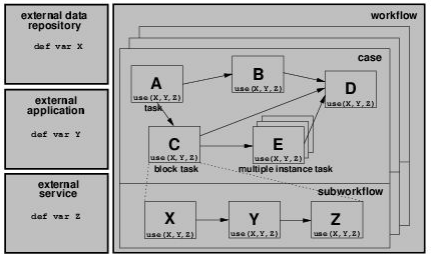 external data
repository
def var X
external
application
def var Y
external
service
def var Z
workflow
case
A
use(X,Y,Z)
task
B
use(X,Y,Z)
D
use(X,Y,Z)
C
use(X,Y,Z)
block task
E
use(X,Y,Z)
multiple instance task
subworkflow
X
use(X,Y,Z)
Y
use(X,Y,Z)
Z
use(X,Y,Z)